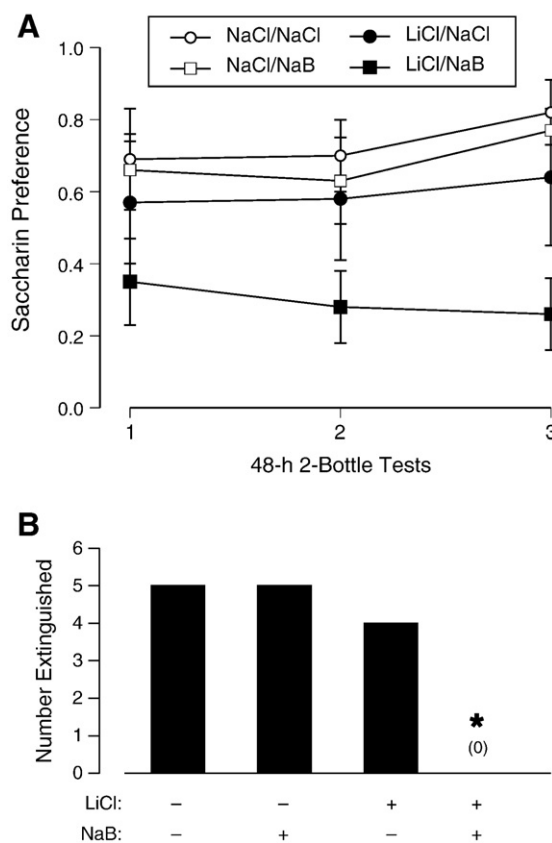 A
NaCl/NaCl LiCl/NaCl
NaCl/NaB LiCl/NaB
1.0
0.8
0.6
0.4
0.2
0.0
Saccharin Preference
1 2 3
48-h 2-Bottle Tests
B
6
5
4
3
2
1
0
Number Extinguished
*
(0)
LiCl: – – + +
NaB: – + – +